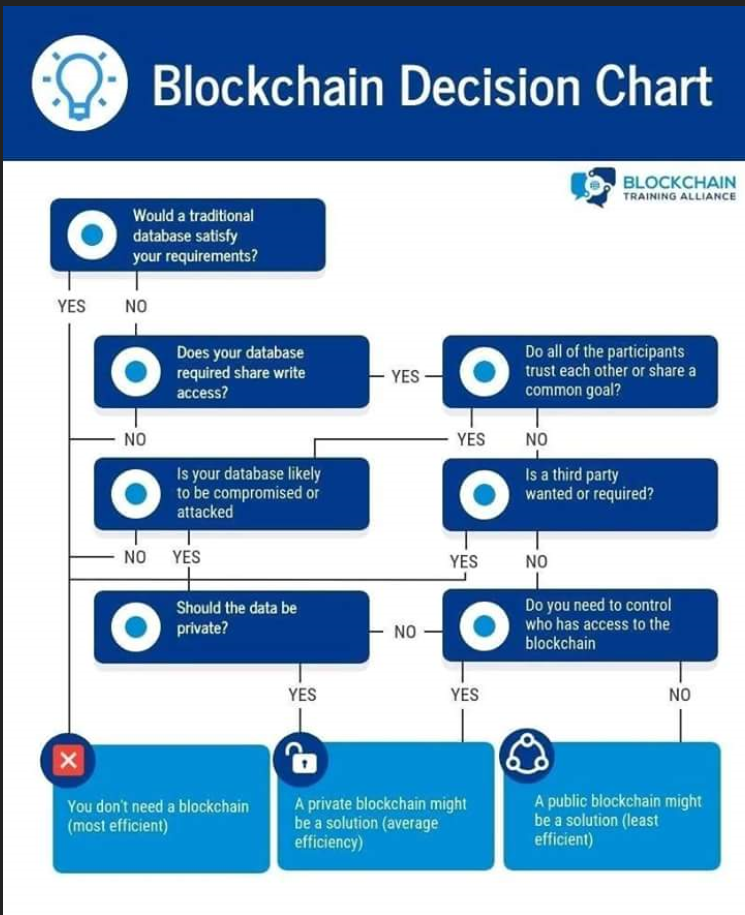 Blockchain Decision Chart
BLOCKCHAIN
TRAINING ALLIANCE
Would a traditional
database satisfy
your requirements?
YES
NO
Does your database
required share write
access?
YES
Do all of the participants
trust each other or share a
common goal?
NO
YES
NO
Is your database likely
to be compromised or
attacked
Is a third party
wanted or required?
NO
YES
YES
NO
Should the data be
private?
NO
Do you need to control
who has access to the
blockchain
YES
YES
NO
You don't need a blockchain
(most efficient)
A private blockchain might
be a solution (average
efficiency)
A public blockchain might
be a solution (least
efficient)